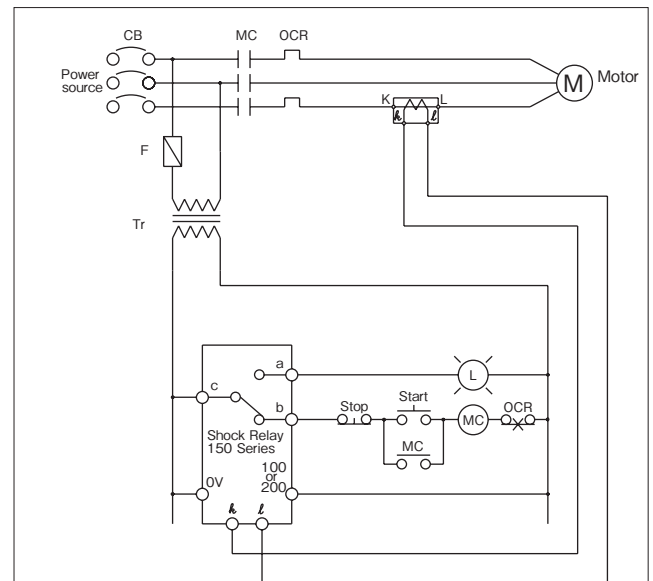 CB MC OCR
Power
source
M Motor
K L
k ℓ
F
Tr
a
L
c
b
Stop Start
MC OCR
MC
Shock Relay
150 Series
100
or
200
0V
k ℓ